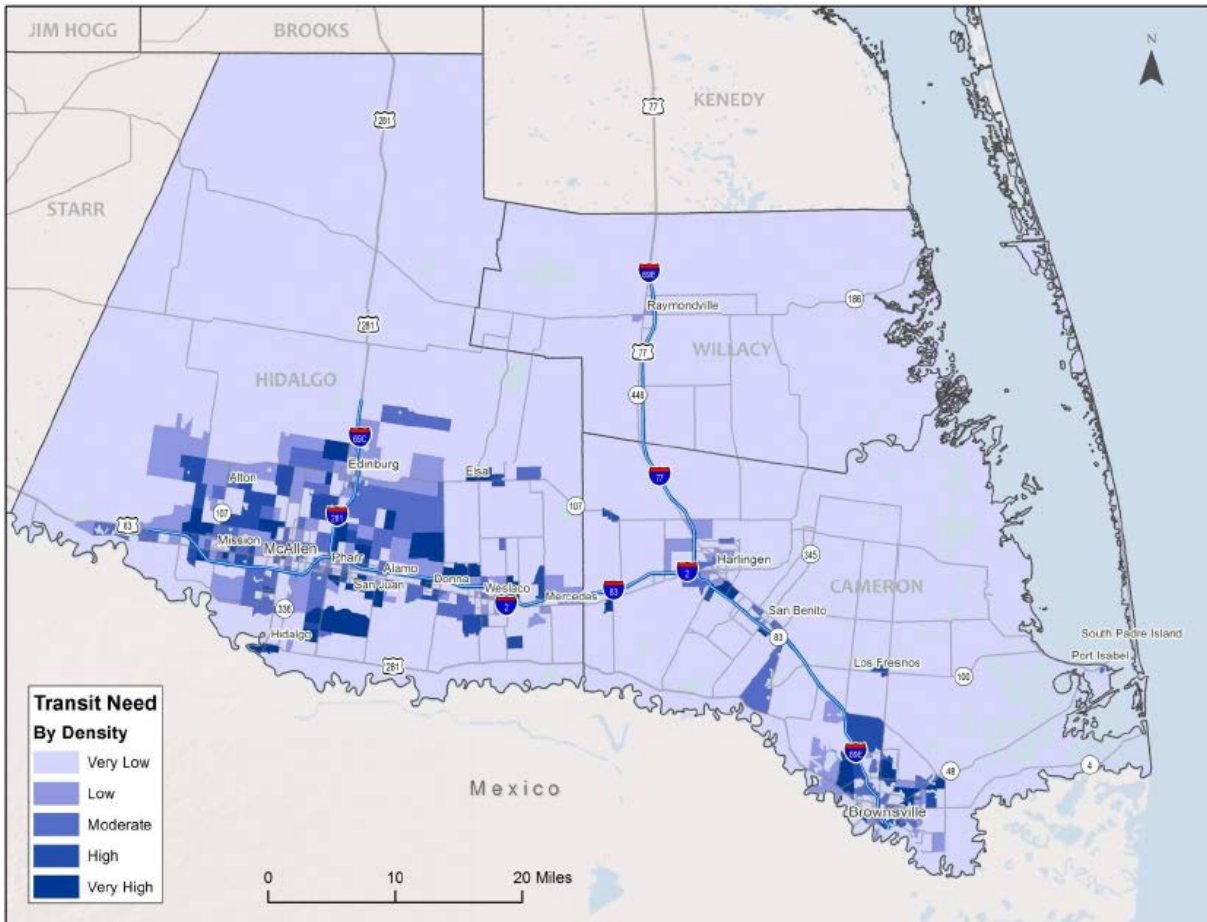 JIM HOGG
BROOKS
N
KENEDY
77
281
STARR
69E
186
Raymondville
281
77
WILLACY
HIDALGO
448
69C
Edinburg
Alton
Elsa
77
107
107
281
83
Mission
McAllen
Pharr
Alamo
San Juan
Donna
Weslaco
2
Mercedes
83
2
Harlingen
345
CAMERON
336
Hidalgo
San Benito
83
South Padre Island
Port Isabel
Los Fresnos
100
281
Transit Need
By Density
Very Low
Low
Moderate
High
Very High
69E
48
4
Mexico
Brownsville
0 10 20 Miles